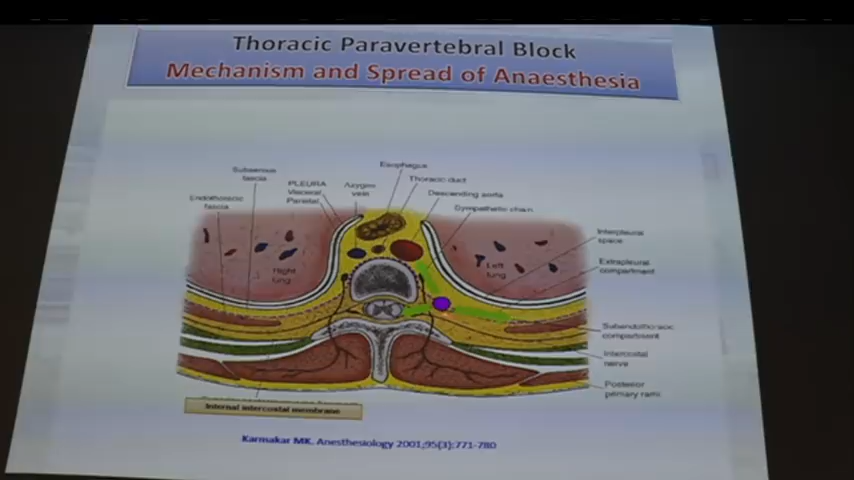 Thoracic Paravertebral Block
Mechanism and Spread of Anaesthesia
Esophagus
Subserous
fascia
Thoracic duct
PLEURA
Visceral
Parietal
Azygos
vein
Descending aorta
Endothoracic
fascia
Sympathetic chain
Interpleural
space
Extrapleural
compartment
Right
lung
Left
lung
Subendothoracic
compartment
Intercostal
nerve
Posterior
primary rami
Internal intercostal membrane
Karmakar MK. Anesthesiology 2001;95(3):771-780